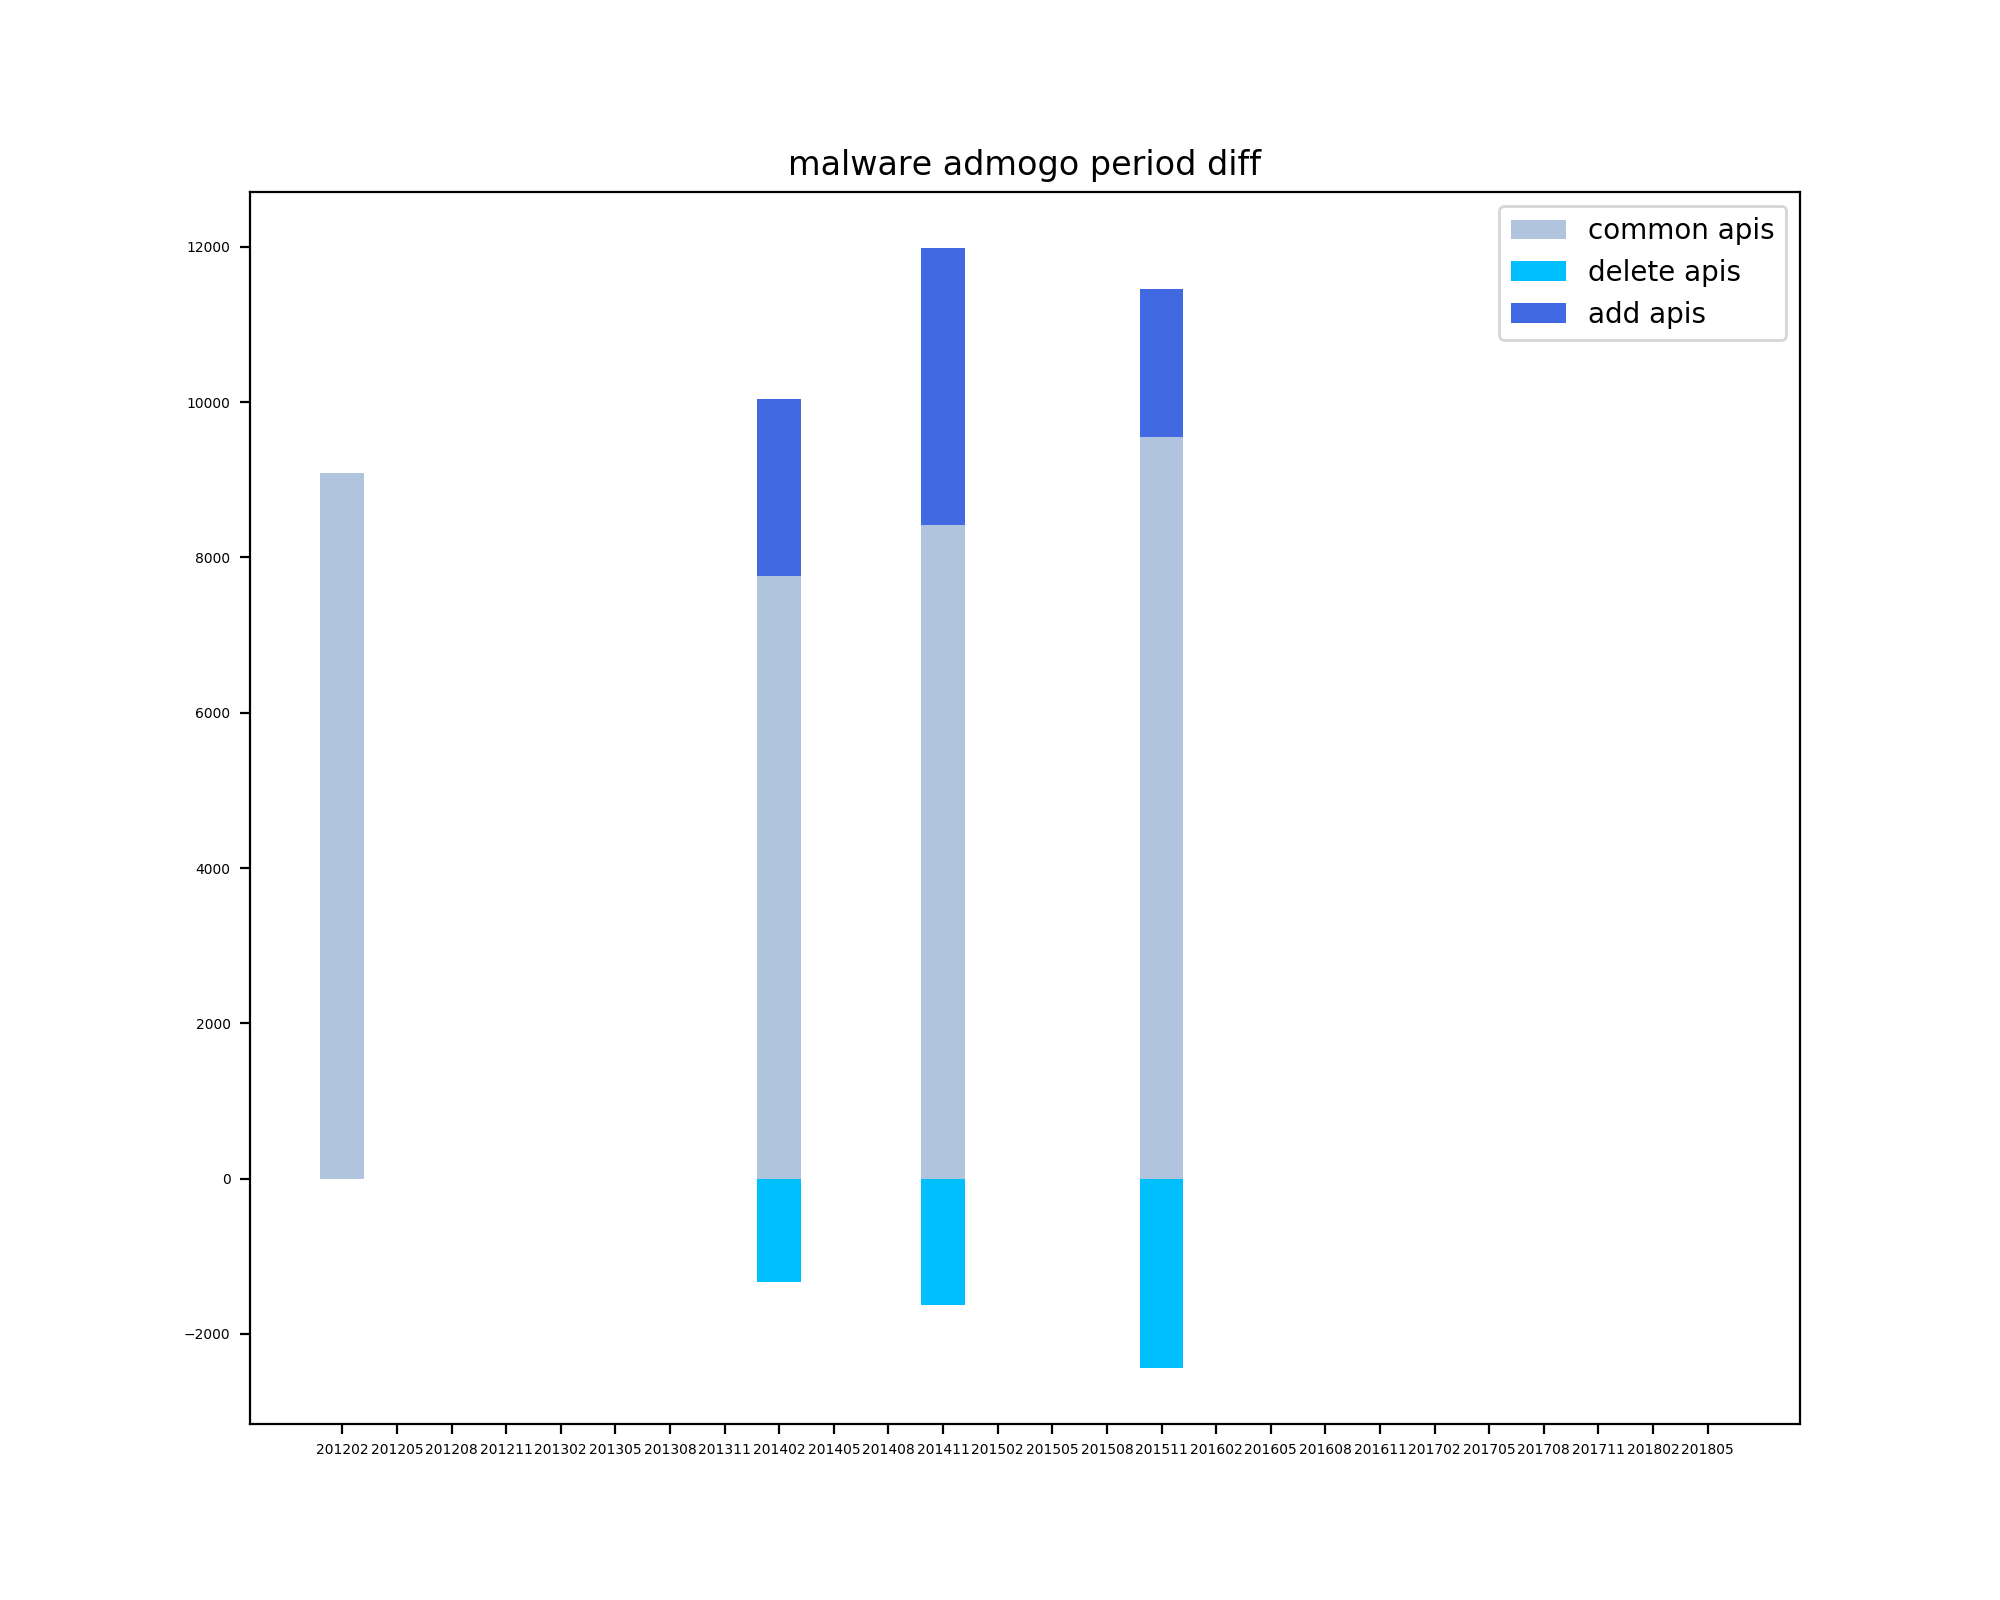 malware admogo period diff
common apis
delete apis
add apis
12000
10000
8000
6000
4000
2000
0
−2000
201202 201205 201208 201211 201302 201305 201308 201311 201402 201405 201408 201411 201502 201505 201508 201511 201602 201605 201608 201611 201702 201705 201708 201711 201802 201805